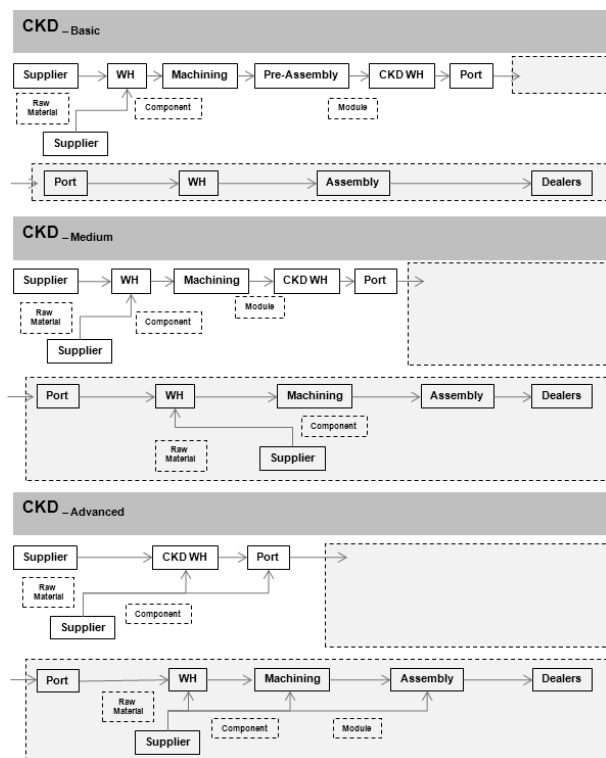 CKD – Basic
Supplier WH Machining Pre-Assembly CKD WH Port
Raw
Material
Component
Module
Supplier
Port WH Assembly Dealers
CKD – Medium
Supplier WH Machining CKD WH Port
Raw
Material
Component
Module
Supplier
Port WH Machining Assembly Dealers
Component
Raw
Material
Supplier
CKD – Advanced
Supplier CKD WH Port
Raw
Material
Component
Supplier
Port WH Machining Assembly Dealers
Raw
Material
Component
Module
Supplier